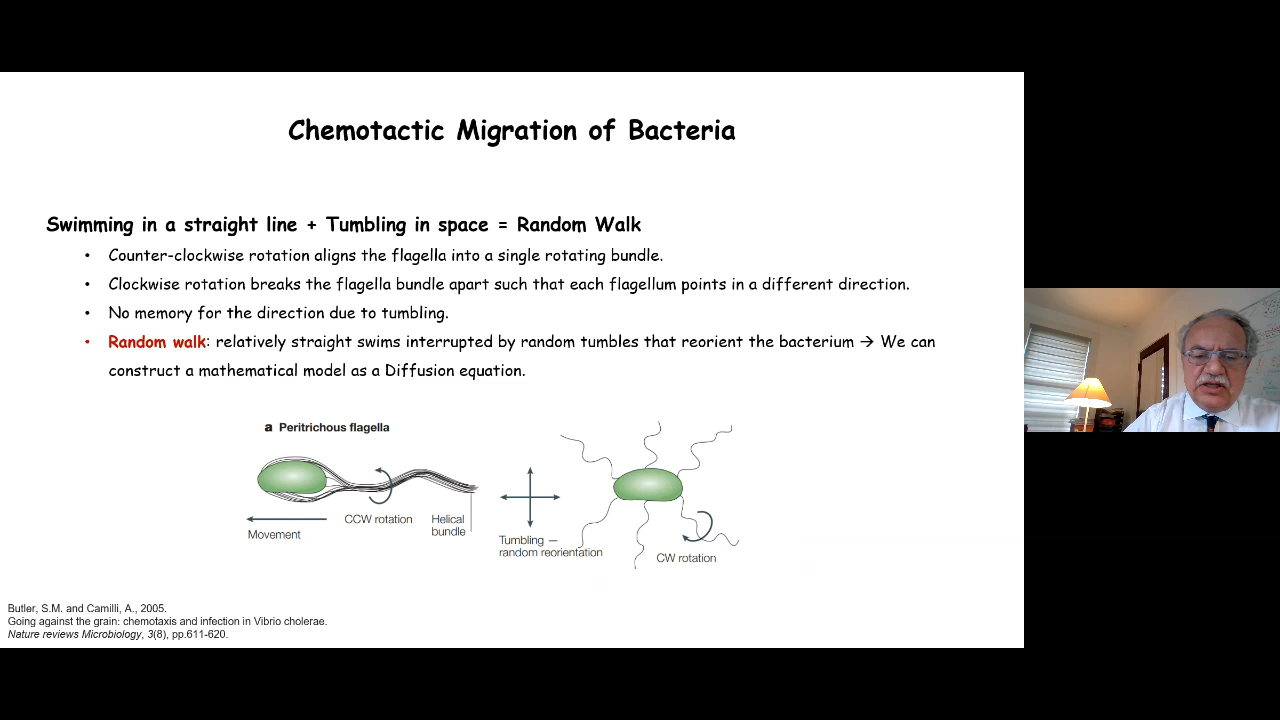 Chemotactic Migration of Bacteria
Swimming in a straight line + Tumbling in space = Random Walk
• Counter-clockwise rotation aligns the flagella into a single rotating bundle.
• Clockwise rotation breaks the flagella bundle apart such that each flagellum points in a different direction.
• No memory for the direction due to tumbling.
• Random walk: relatively straight swims interrupted by random tumbles that reorient the bacterium → We can
construct a mathematical model as a Diffusion equation.
a Peritrichous flagella
CCW rotation
Helical
bundle
Movement
Tumbling —
random reorientation
CW rotation
Butler, S.M. and Camilli, A., 2005.
Going against the grain: chemotaxis and infection in Vibrio cholerae.
Nature reviews Microbiology, 3(8), pp.611-620.